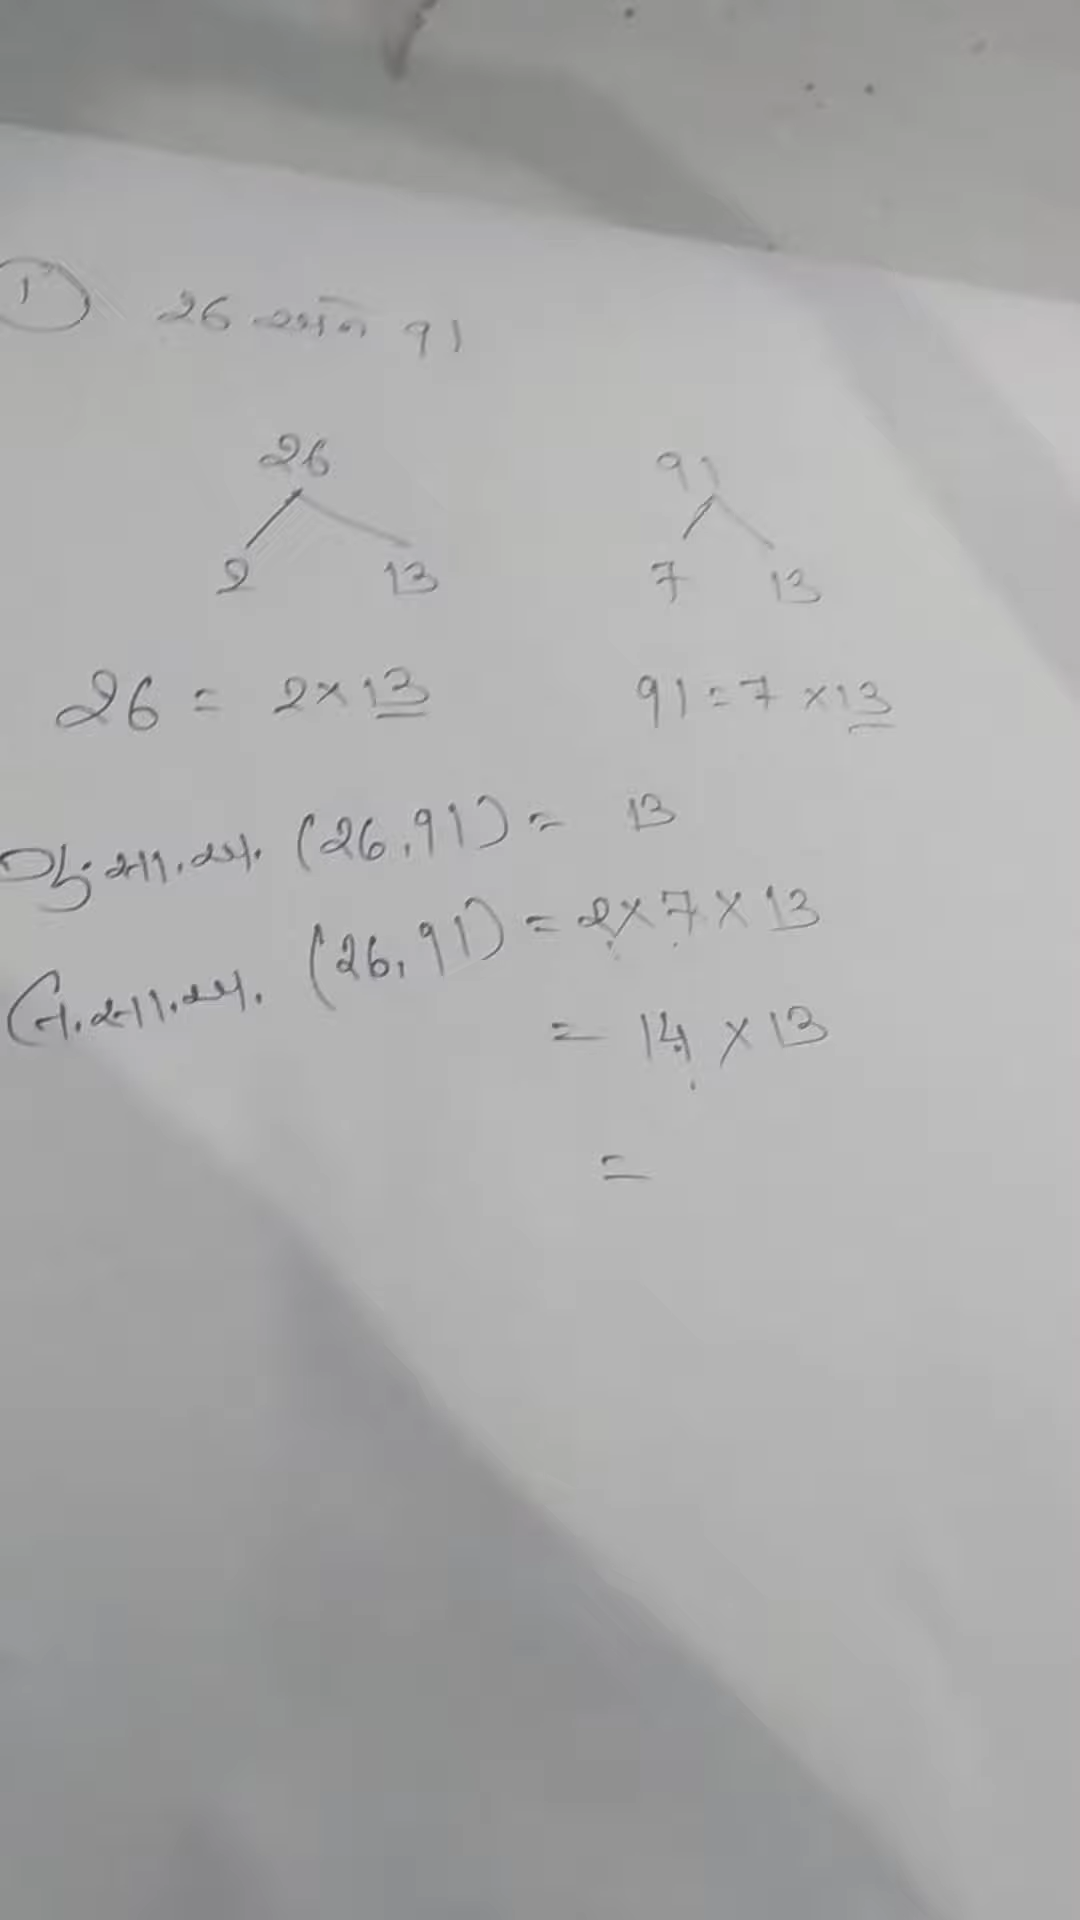 1 26 અને 91
26 91
2 13 7 13
26 = 2 × 13 91 = 7 × 13
ગુ.સા.અ. (26, 91) = 13
લ.સા.અ. (26, 91) = 2 × 7 × 13
= 14 × 13
=